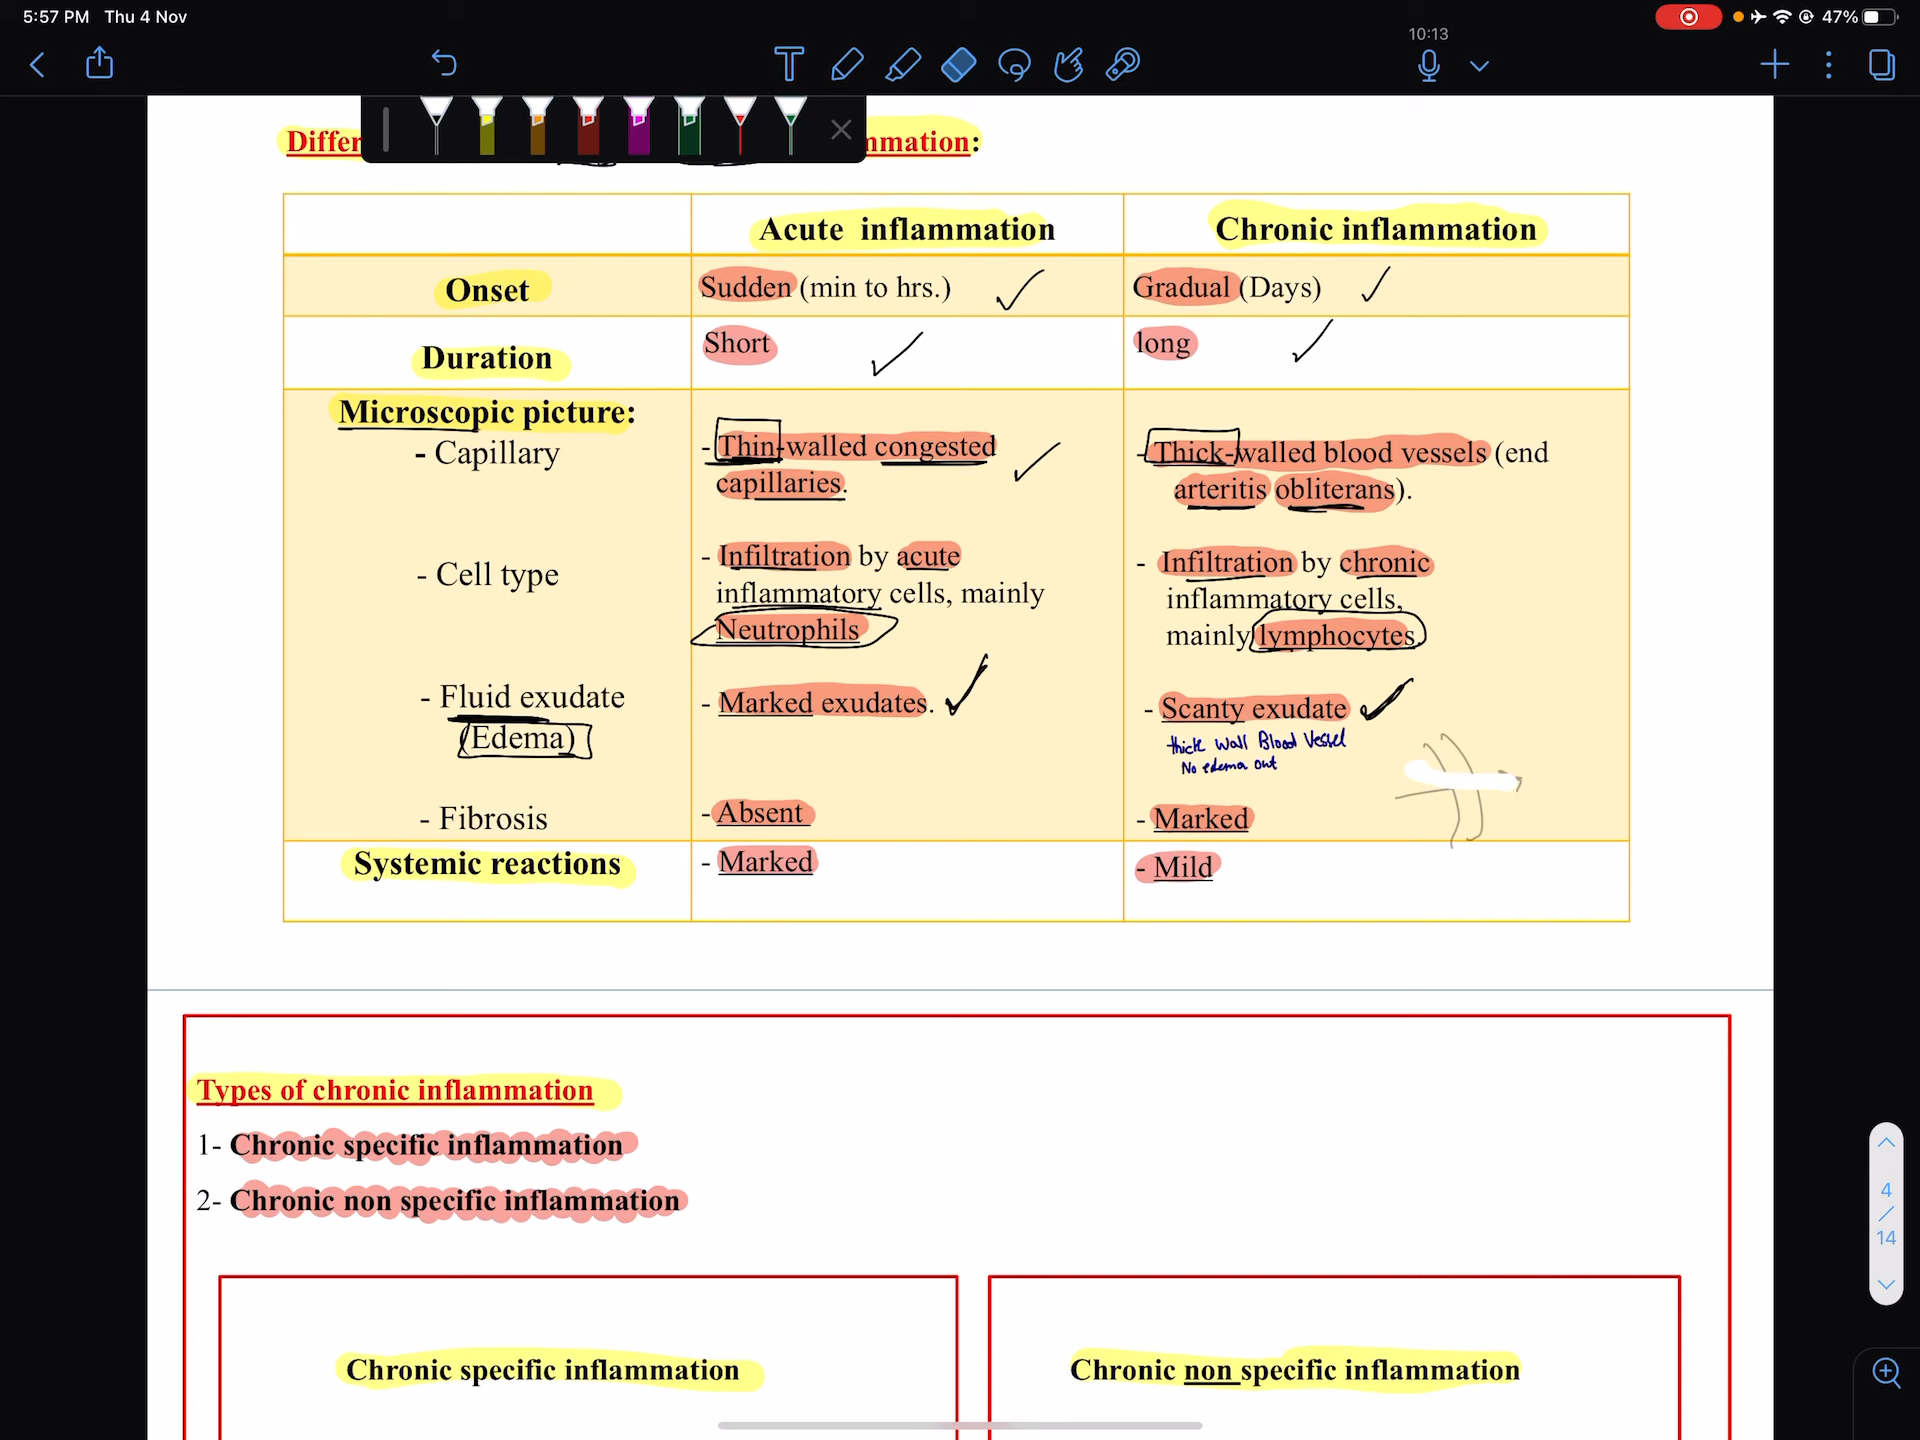 5:57 PM Thu 4 Nov
47%
10:13
Differ
mmation:
Acute inflammation
Chronic inflammation
Onset
Sudden (min to hrs.)
Gradual (Days)
Duration
Short
long
Microscopic picture:
- Capillary
- Thin-walled congested
capillaries.
- Thick-walled blood vessels (end
arteritis obliterans).
- Cell type
- Infiltration by acute
inflammatory cells, mainly
Neutrophils
- Infiltration by chronic
inflammatory cells,
mainly lymphocytes.
- Fluid exudate
(Edema)
- Marked exudates.
- Scanty exudate
thick wall Blood Vessel
No edema out
- Fibrosis
- Absent
- Marked
Systemic reactions
- Marked
- Mild
Types of chronic inflammation
1- Chronic specific inflammation
2- Chronic non specific inflammation
4
/
14
Chronic specific inflammation
Chronic non specific inflammation